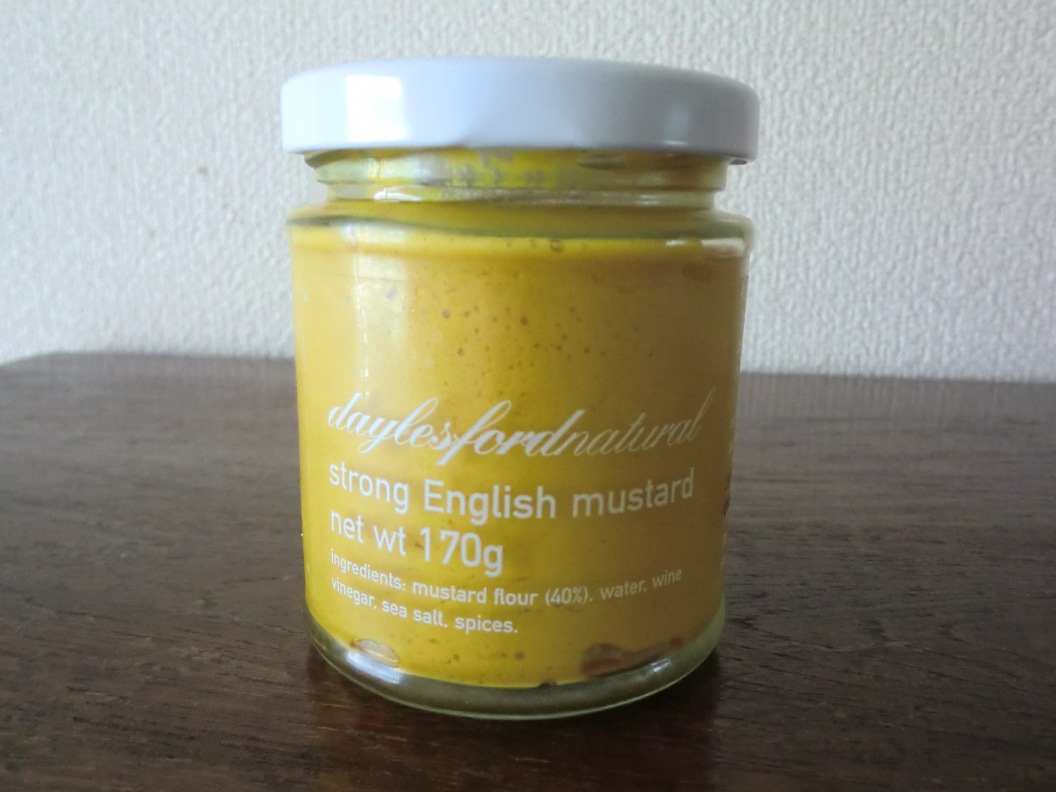 daylesfordnatural
strong English mustard
net wt 170g
ingredients: mustard flour (40%), water, wine
vinegar, sea salt, spices.